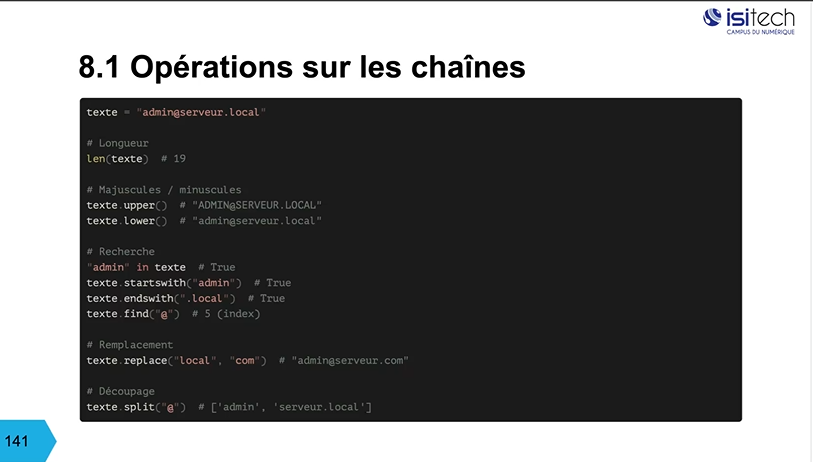 isitech
CAMPUS DU NUMÉRIQUE
8.1 Opérations sur les chaînes
texte = "admin@serveur.local"
# Longueur
len(texte)  # 19
# Majuscules / minuscules
texte.upper()  # "ADMIN@SERVEUR.LOCAL"
texte.lower()  # "admin@serveur.local"
# Recherche
"admin" in texte  # True
texte.startswith("admin")  # True
texte.endswith(".local")  # True
texte.find("@")  # 5 (index)
# Remplacement
texte.replace("local", "com")  # "admin@serveur.com"
# Découpage
texte.split("@")  # ['admin', 'serveur.local']
141